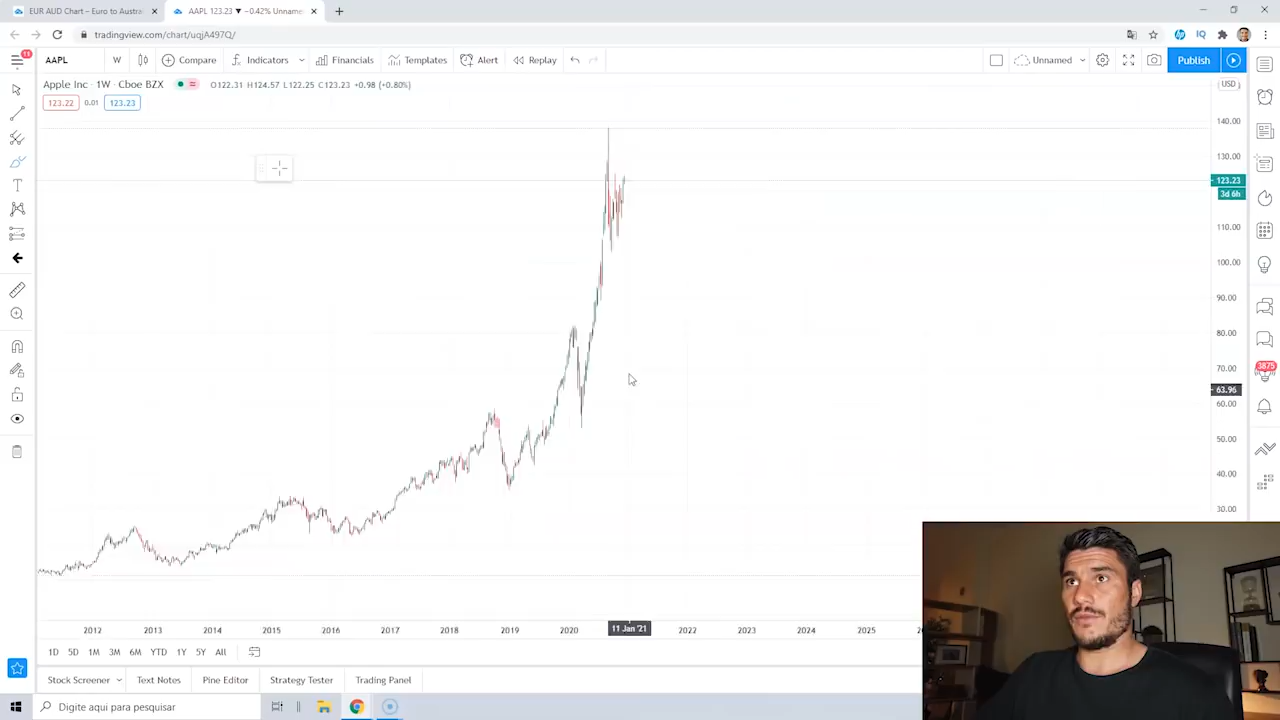 EUR AUD Chart – Euro to Austra
AAPL 123.23 ▼ −0.42% Unname
tradingview.com/chart/uqjA497Q/
11
AAPL
W
Compare
Indicators
Financials
Templates
Alert
Replay
Unnamed
Publish
Apple Inc · 1W · Cboe BZX
O122.31 H124.57 L122.25 C123.23 +0.98 (+0.80%)
USD
123.22
0.01
123.23
140.00
130.00
123.23
3d 6h
110.00
100.00
90.00
80.00
70.00
3875
63.96
60.00
50.00
40.00
30.00
2012
2013
2014
2015
2016
2017
2018
2019
2020
11 Jan '21
2022
2023
2024
2025
1D
5D
1M
3M
6M
YTD
1Y
5Y
All
Stock Screener
Text Notes
Pine Editor
Strategy Tester
Trading Panel
Digite aqui para pesquisar